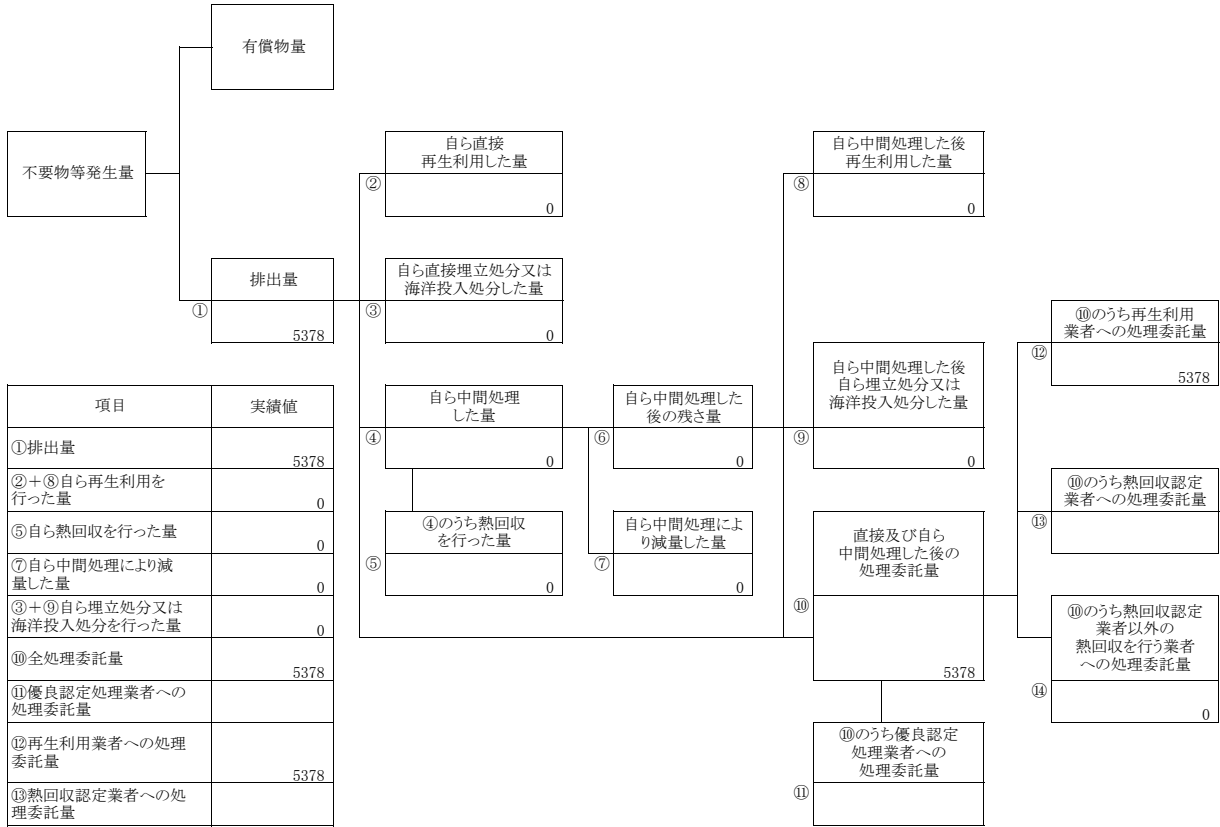 有償物量
不要物等発生量
自ら直接
再生利用した量
②
0
自ら中間処理した後
再生利用した量
⑧
0
排出量
①
5378
自ら直接埋立処分又は
海洋投入処分した量
③
0
⑩のうち再生利用
業者への処理委託量
⑫
5378
自ら中間処理
した量
④
0
自ら中間処理した
後の残さ量
⑥
0
自ら中間処理した後
自ら埋立処分又は
海洋投入処分した量
⑨
0
⑩のうち熱回収認定
業者への処理委託量
⑬
④のうち熱回収
を行った量
⑤
0
自ら中間処理によ
り減量した量
⑦
0
直接及び自ら
中間処理した後の
処理委託量
⑩
5378
⑩のうち熱回収認定
業者以外の
熱回収を行う業者
への処理委託量
⑭
0
⑩のうち優良認定
処理業者への
処理委託量
⑪
項目 実績値
①排出量
5378
②＋⑧自ら再生利用を
行った量
0
⑤自ら熱回収を行った量
0
⑦自ら中間処理により減
量した量
0
③＋⑨自ら埋立処分又は
海洋投入処分を行った量
0
⑩全処理委託量
5378
⑪優良認定処理業者への
処理委託量
⑫再生利用業者への処理
委託量
5378
⑬熱回収認定業者への処
理委託量